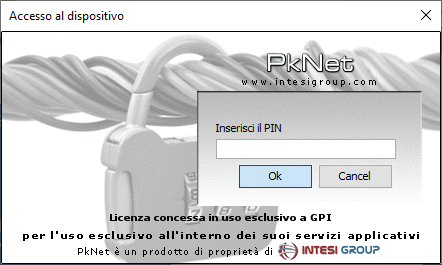 Accesso al dispositivo
PkNet
www.intesigroup.com
Inserisci il PIN
Ok Cancel
Licenza concessa in uso esclusivo a GPI
per l'uso esclusivo all'interno dei suoi servizi applicativi
PkNet è un prodotto di proprietà di INTESI GROUP